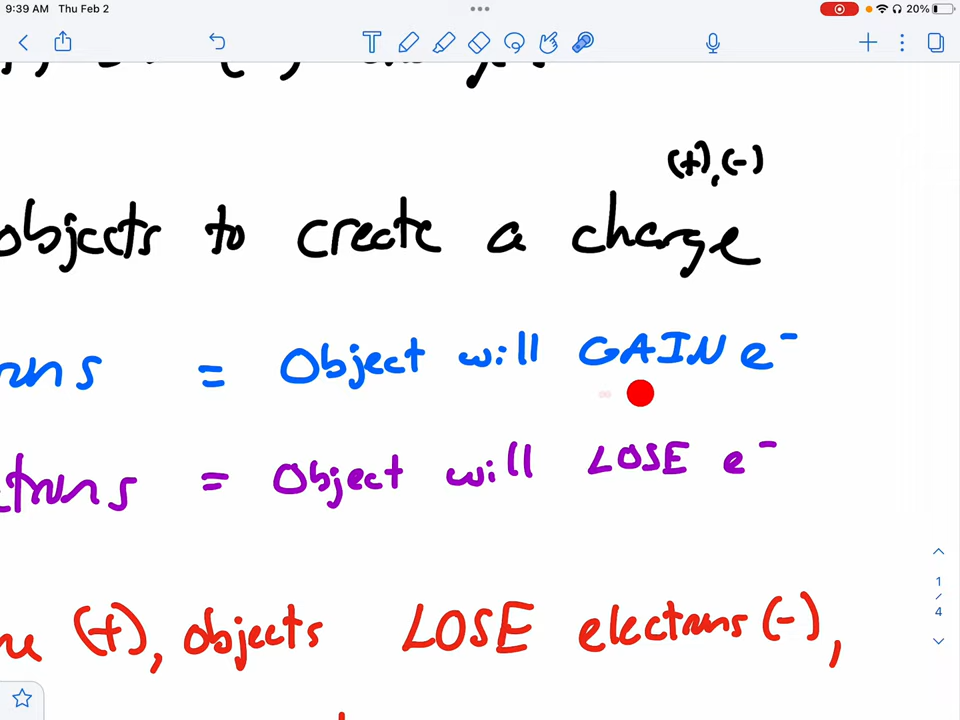 9:39 AM Thu Feb 2
20%
(+), (-)
objects to create a charge
= Object will GAIN e⁻
= Object will LOSE e⁻
(+), objects LOSE electrons (-),
1
/
4